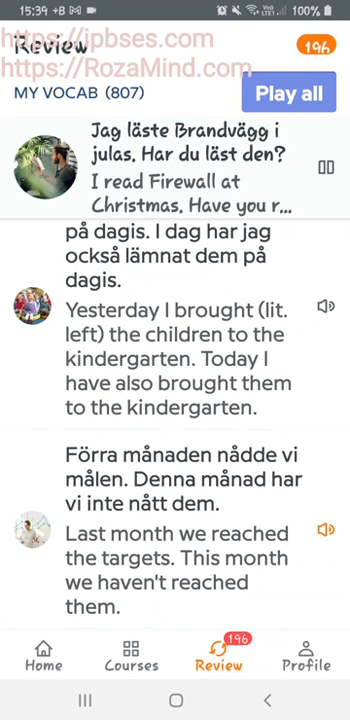 15:39 +B
VoD
LTE1 100%
Review
https://jpbses.com
196
https://RozaMind.com
MY VOCAB (807)
Play all
Jag läste Brandvägg i
julas. Har du läst den?
I read Firewall at
Christmas. Have you r...
på dagis. I dag har jag
också lämnat dem på
dagis.
Yesterday I brought (lit.
left) the children to the
kindergarten. Today I
have also brought them
to the kindergarten.
Förra månaden nådde vi
målen. Denna månad har
vi inte nått dem.
Last month we reached
the targets. This month
we haven't reached
them.
196
Home Courses Review Profile